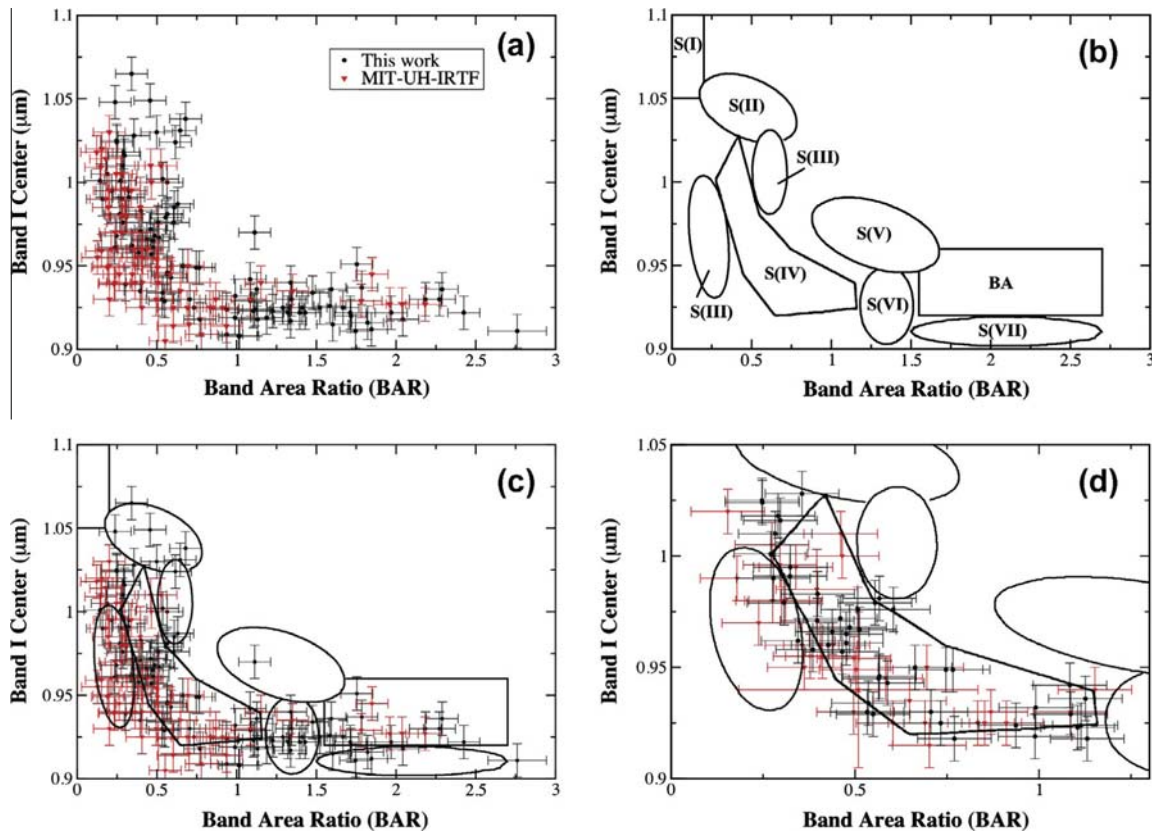 (a)
This work
MIT-UH-IRTF
Band I Center (μm)
1.1
1.05
1
0.95
0.9
0 0.5 1 1.5 2 2.5 3
Band Area Ratio (BAR)
(b)
S(I)
S(II)
S(III)
S(V)
S(IV)
BA
S(VI)
S(III)
S(VII)
Band I Center (μm)
1.1
1.05
1
0.95
0.9
0 0.5 1 1.5 2 2.5 3
Band Area Ratio (BAR)
(c)
Band I Center (μm)
1.1
1.05
1
0.95
0.9
0 0.5 1 1.5 2 2.5 3
Band Area Ratio (BAR)
(d)
Band I Center (μm)
1.05
1
0.95
0.9
0 0.5 1
Band Area Ratio (BAR)